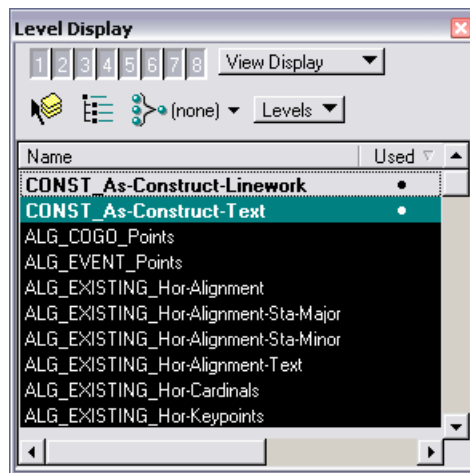 Level Display
1 2 3 4 5 6 7 8 View Display
(none) Levels
Name Used
CONST_As-Construct-Linework
CONST_As-Construct-Text
ALG_COGO_Points
ALG_EVENT_Points
ALG_EXISTING_Hor-Alignment
ALG_EXISTING_Hor-Alignment-Sta-Major
ALG_EXISTING_Hor-Alignment-Sta-Minor
ALG_EXISTING_Hor-Alignment-Text
ALG_EXISTING_Hor-Cardinals
ALG_EXISTING_Hor-Keypoints